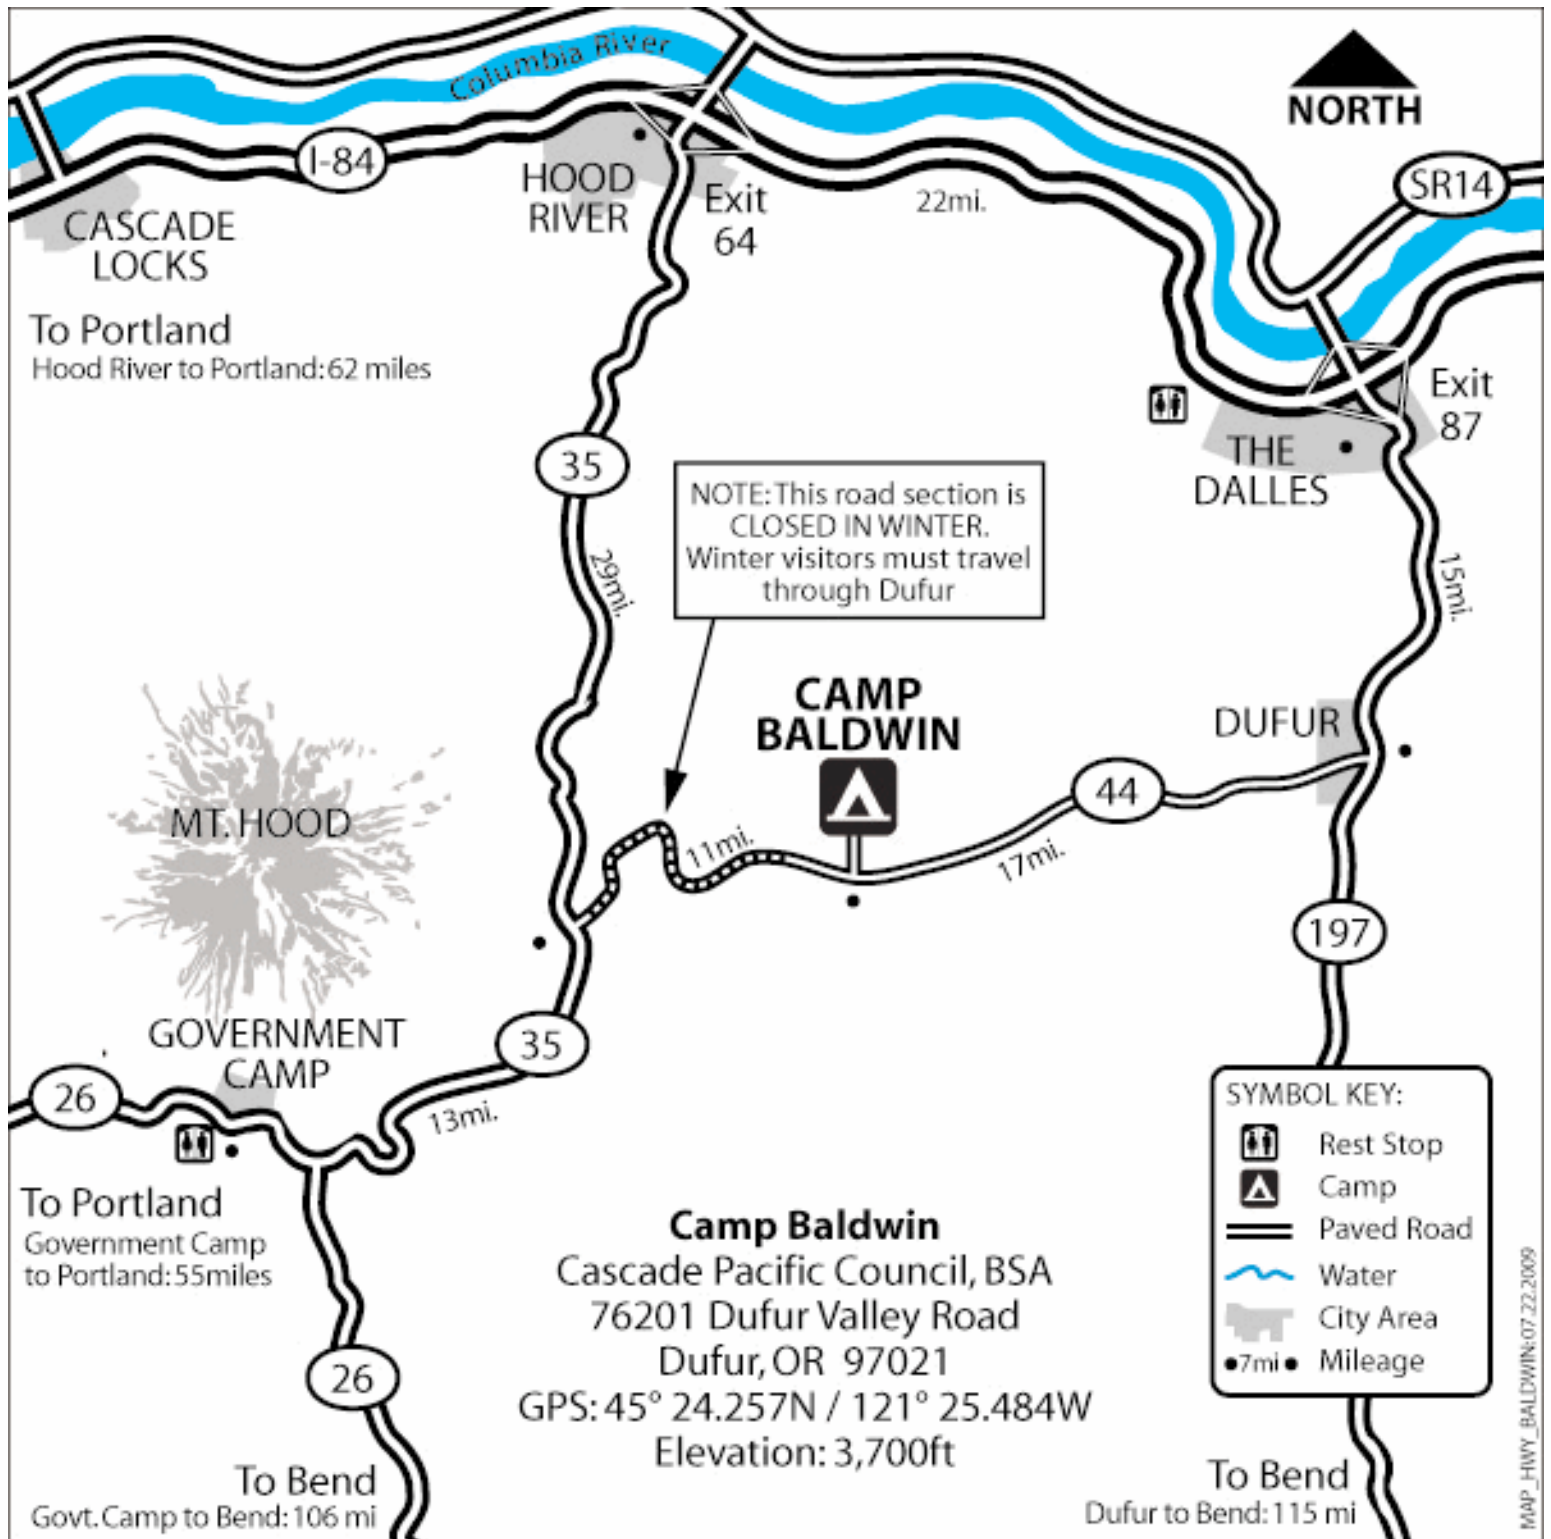 Columbia River
NORTH
SR14
I-84
HOOD
RIVER
Exit
64
22mi.
CASCADE
LOCKS
To Portland
Hood River to Portland: 62 miles
Exit
87
THE
DALLES
35
NOTE: This road section is
CLOSED IN WINTER.
Winter visitors must travel
through Dufur
29mi.
15mi.
CAMP
BALDWIN
DUFUR
MT. HOOD
44
11mi.
17mi.
197
GOVERNMENT
CAMP
35
26
13mi.
To Portland
Government Camp
to Portland: 55miles
26
To Bend
Govt. Camp to Bend: 106 mi
Camp Baldwin
Cascade Pacific Council, BSA
76201 Dufur Valley Road
Dufur, OR 97021
GPS: 45° 24.257N / 121° 25.484W
Elevation: 3,700ft
SYMBOL KEY:
Rest Stop
Camp
Paved Road
Water
City Area
•7mi• Mileage
To Bend
Dufur to Bend: 115 mi
MAP_HWY_BALDWIN:07.22.2009